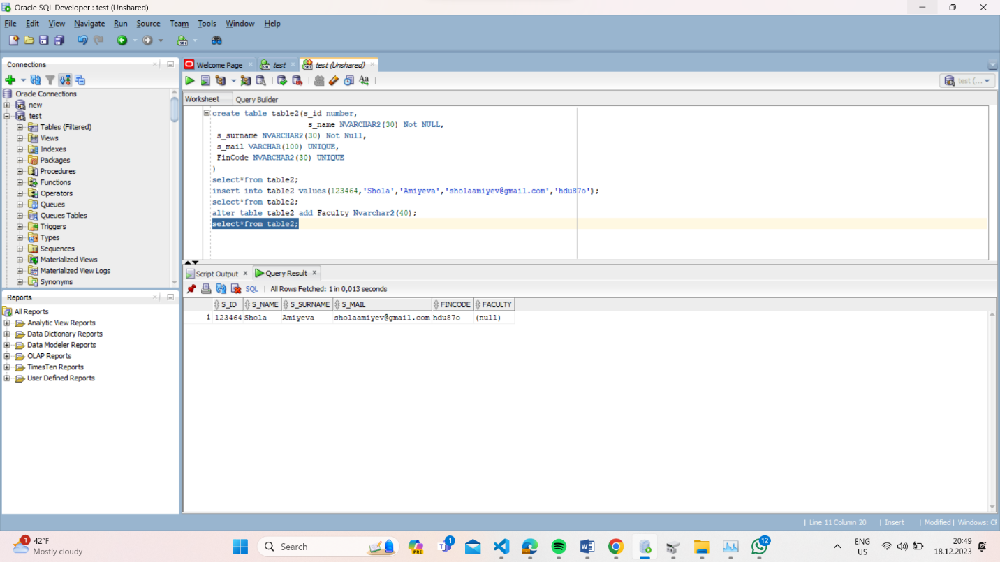 Oracle SQL Developer : test (Unshared)
File Edit View Navigate Run Source Team Tools Window Help
Connections
Oracle Connections
new
test
Tables (Filtered)
Views
Indexes
Packages
Procedures
Functions
Operators
Queues
Queues Tables
Triggers
Types
Sequences
Materialized Views
Materialized View Logs
Synonyms
Reports
All Reports
Analytic View Reports
Data Dictionary Reports
Data Modeler Reports
OLAP Reports
TimesTen Reports
User Defined Reports
Welcome Page test test (Unshared)
test (...
Worksheet Query Builder
create table table2(s_id number,
s_name NVARCHAR2(30) Not NULL,
s_surname NVARCHAR2(30) Not Null,
s_mail VARCHAR(100) UNIQUE,
FinCode NVARCHAR2(30) UNIQUE
)
select*from table2;
insert into table2 values(123464,'Shola','Amiyeva','sholaamiyev@gmail.com','hdu87o');
select*from table2;
alter table table2 add Faculty Nvarchar2(40);
select*from table2;
Script Output x Query Result x
SQL | All Rows Fetched: 1 in 0,013 seconds
S_ID S_NAME S_SURNAME S_MAIL FINCODE FACULTY
1 123464 Shola Amiyeva sholaamiyev@gmail.com hdu87o (null)
| Line 11 Column 20 | Insert | Modified | Windows: CF
1
42°F
Mostly cloudy
Search
PRE
1
12
ENG
US
20:49
18.12.2023